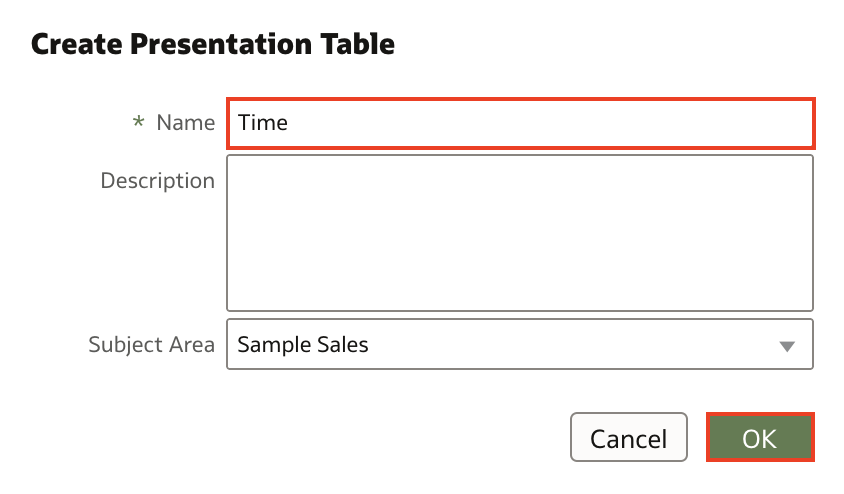 Create Presentation Table
* Name Time
Description
Subject Area Sample Sales
Cancel OK